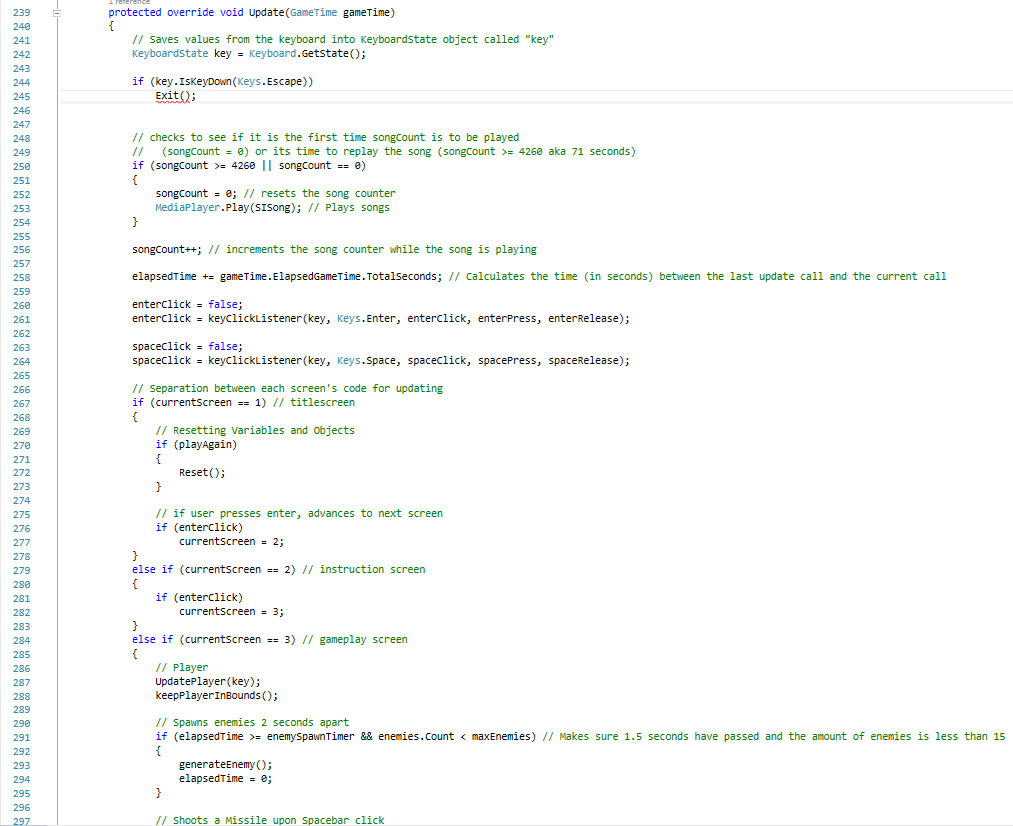 1 reference
239 protected override void Update(GameTime gameTime)
240 {
241 // Saves values from the keyboard into KeyboardState object called "key"
242 KeyboardState key = Keyboard.GetState();
243
244 if (key.IsKeyDown(Keys.Escape))
245 Exit();
246
247
248 // checks to see if it is the first time songCount is to be played
249 //   (songCount = 0) or its time to replay the song (songCount >= 4260 aka 71 seconds)
250 if (songCount >= 4260 || songCount == 0)
251 {
252 songCount = 0; // resets the song counter
253 MediaPlayer.Play(SISong); // Plays songs
254 }
255
256 songCount++; // increments the song counter while the song is playing
257
258 elapsedTime += gameTime.ElapsedGameTime.TotalSeconds; // Calculates the time (in seconds) between the last update call and the current call
259
260 enterClick = false;
261 enterClick = keyClickListener(key, Keys.Enter, enterClick, enterPress, enterRelease);
262
263 spaceClick = false;
264 spaceClick = keyClickListener(key, Keys.Space, spaceClick, spacePress, spaceRelease);
265
266 // Separation between each screen's code for updating
267 if (currentScreen == 1) // titlescreen
268 {
269 // Resetting Variables and Objects
270 if (playAgain)
271 {
272 Reset();
273 }
274
275 // if user presses enter, advances to next screen
276 if (enterClick)
277 currentScreen = 2;
278 }
279 else if (currentScreen == 2) // instruction screen
280 {
281 if (enterClick)
282 currentScreen = 3;
283 }
284 else if (currentScreen == 3) // gameplay screen
285 {
286 // Player
287 UpdatePlayer(key);
288 keepPlayerInBounds();
289
290 // Spawns enemies 2 seconds apart
291 if (elapsedTime >= enemySpawnTimer && enemies.Count < maxEnemies) // Makes sure 1.5 seconds have passed and the amount of enemies is less than 15
292 {
293 generateEnemy();
294 elapsedTime = 0;
295 }
296
297 // Shoots a Missile upon Spacebar click